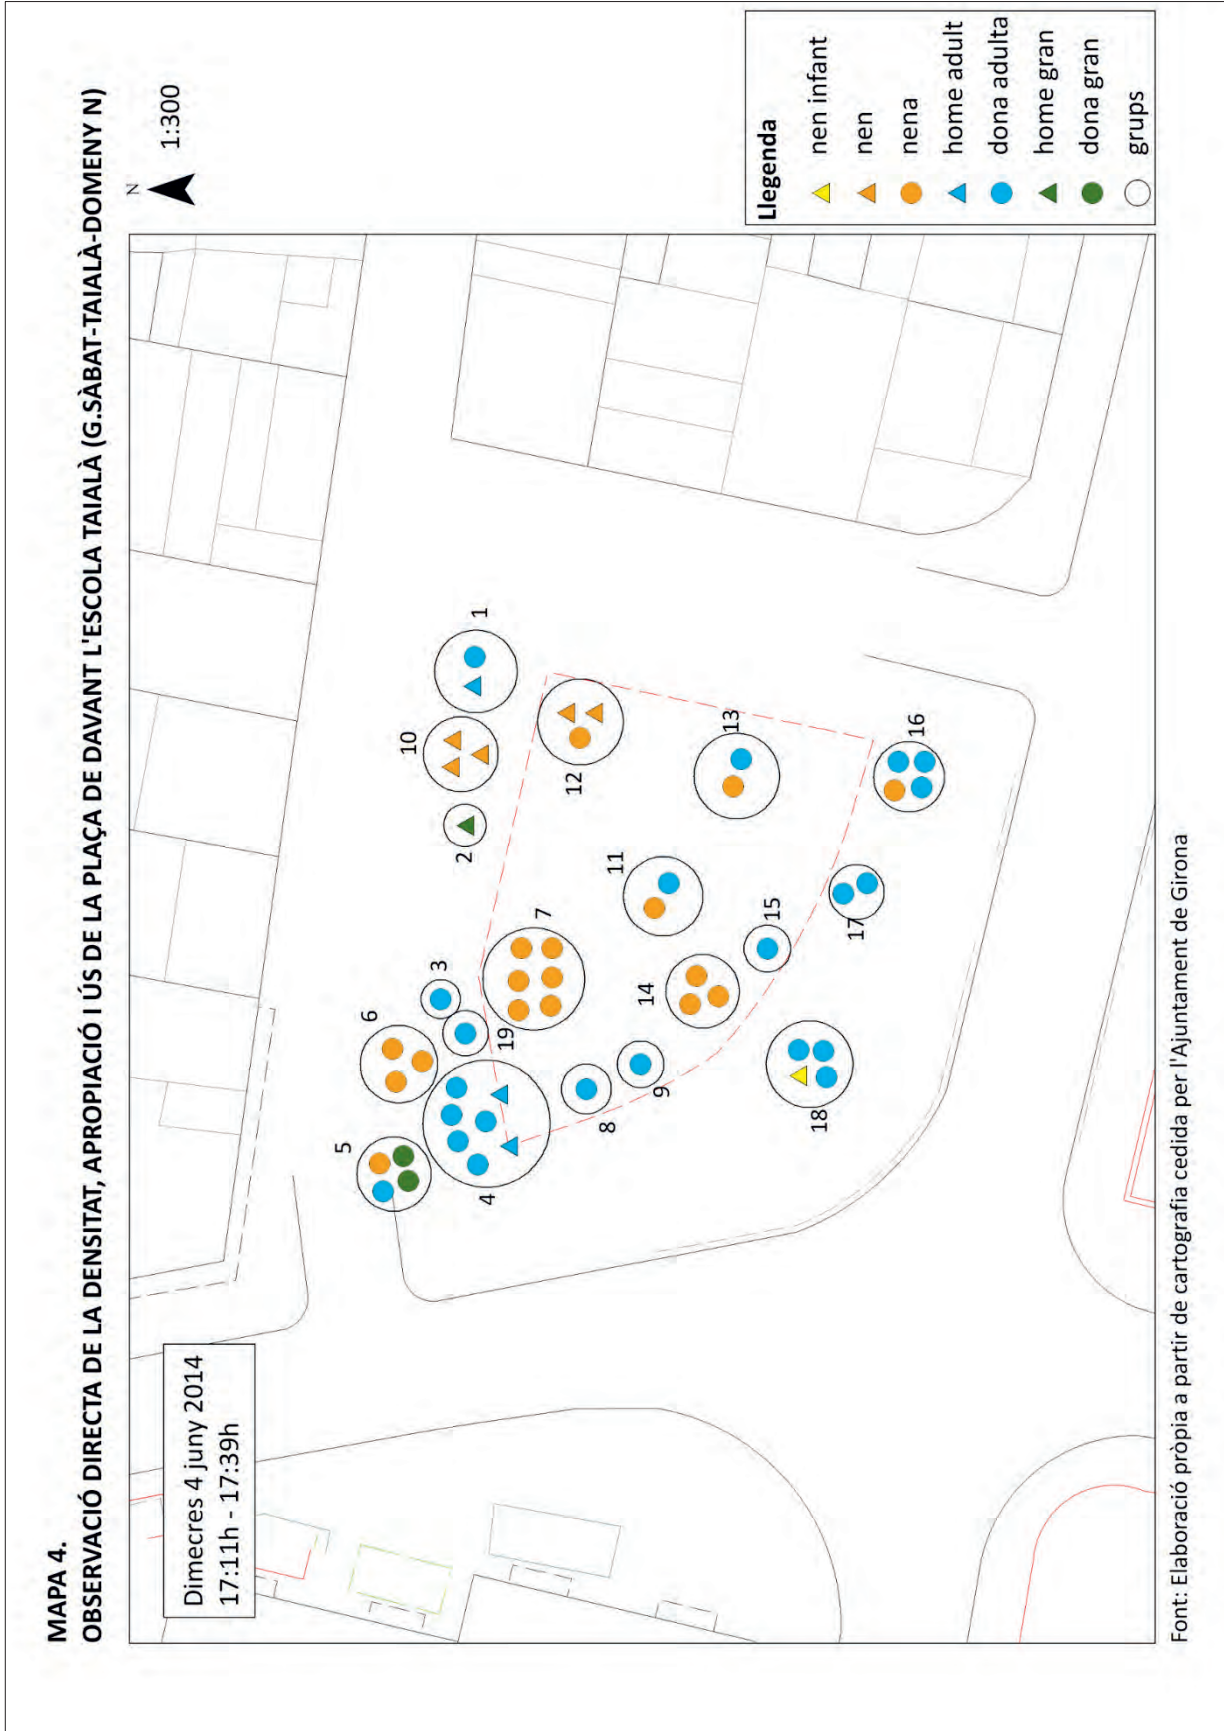 MAPA 4.
OBSERVACIÓ DIRECTA DE LA DENSITAT, APROPIACIÓ I ÚS DE LA PLAÇA DE DAVANT L'ESCOLA TAIALÀ (G.SÀBAT-TAIALÀ-DOMENY N)
N
1:300
Dimecres 4 juny 2014
17:11h - 17:39h
5
6
3
2
10
1
4
19
7
12
8
9
14
11
13
15
18
17
16
Llegenda
nen infant
nen
nena
home adult
dona adulta
home gran
dona gran
grups
Font: Elaboració pròpia a partir de cartografia cedida per l'Ajuntament de Girona